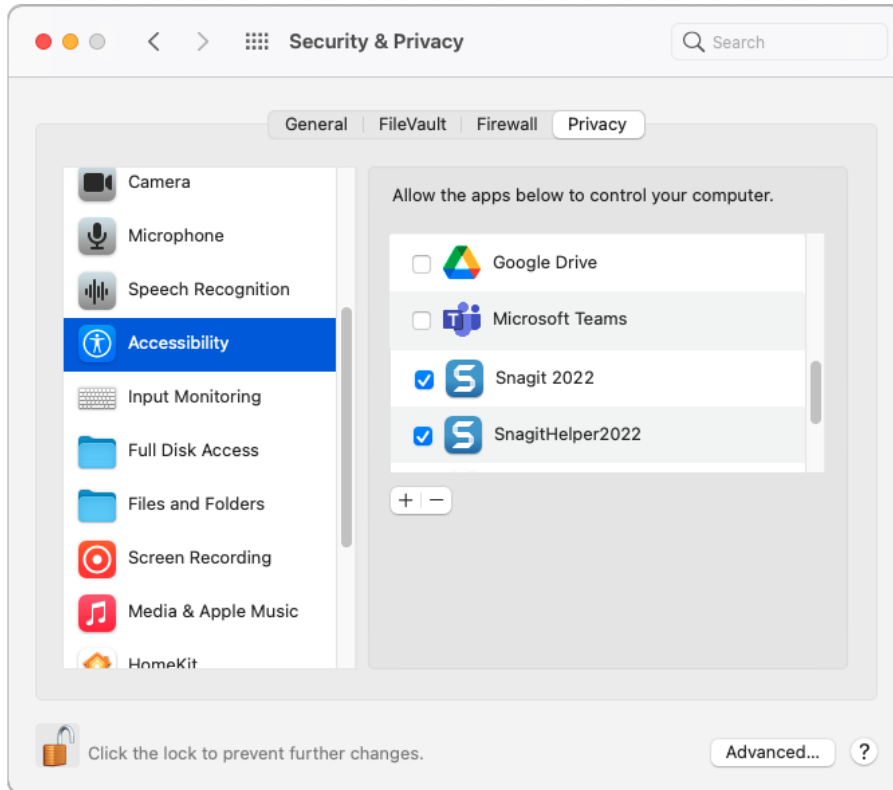 Security & Privacy
Search
General
FileVault
Firewall
Privacy
Camera
Microphone
Speech Recognition
Accessibility
Input Monitoring
Full Disk Access
Files and Folders
Screen Recording
Media & Apple Music
HomeKit
Allow the apps below to control your computer.
Google Drive
Microsoft Teams
Snagit 2022
SnagitHelper2022
+ −
Click the lock to prevent further changes.
Advanced...
?